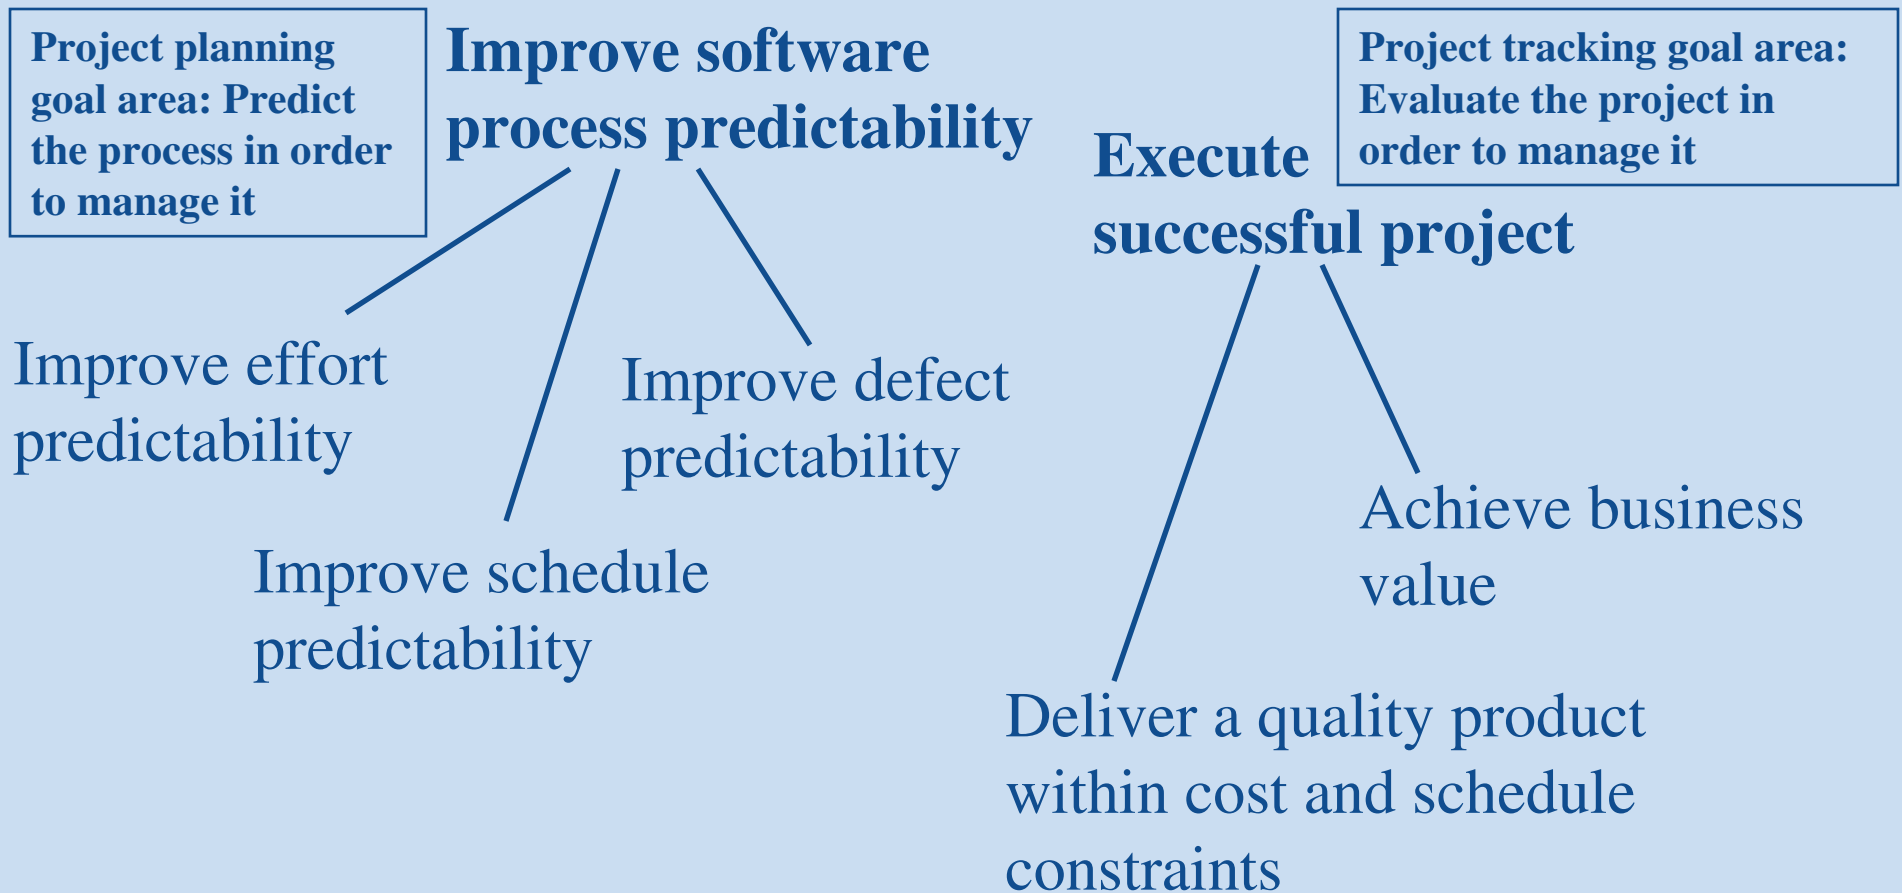 Project planning
goal area: Predict
the process in order
to manage it
Improve software
process predictability
Project tracking goal area:
Evaluate the project in
order to manage it
Execute
successful project
Improve effort
predictability
Improve defect
predictability
Improve schedule
predictability
Achieve business
value
Deliver a quality product
within cost and schedule
constraints